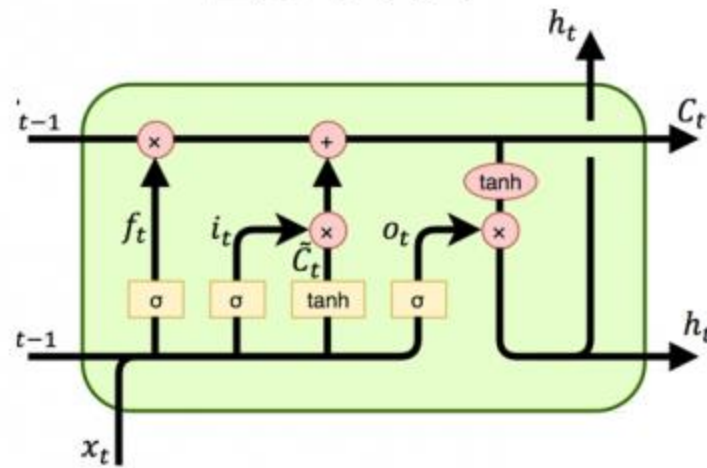 h_t
t-1
C_t
×
+
tanh
f_t
i_t
×
o_t
×
C̃_t
σ
σ
tanh
σ
t-1
h_t
x_t